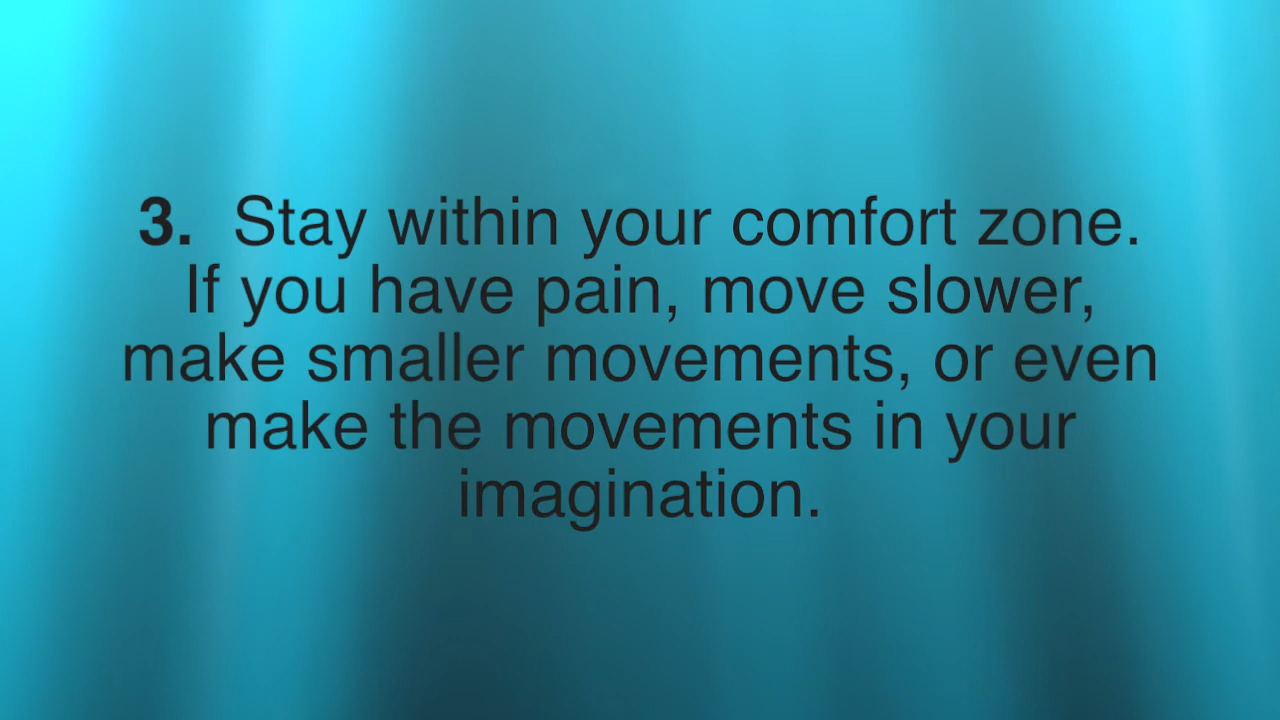 3. Stay within your comfort zone.
If you have pain, move slower,
make smaller movements, or even
make the movements in your
imagination.